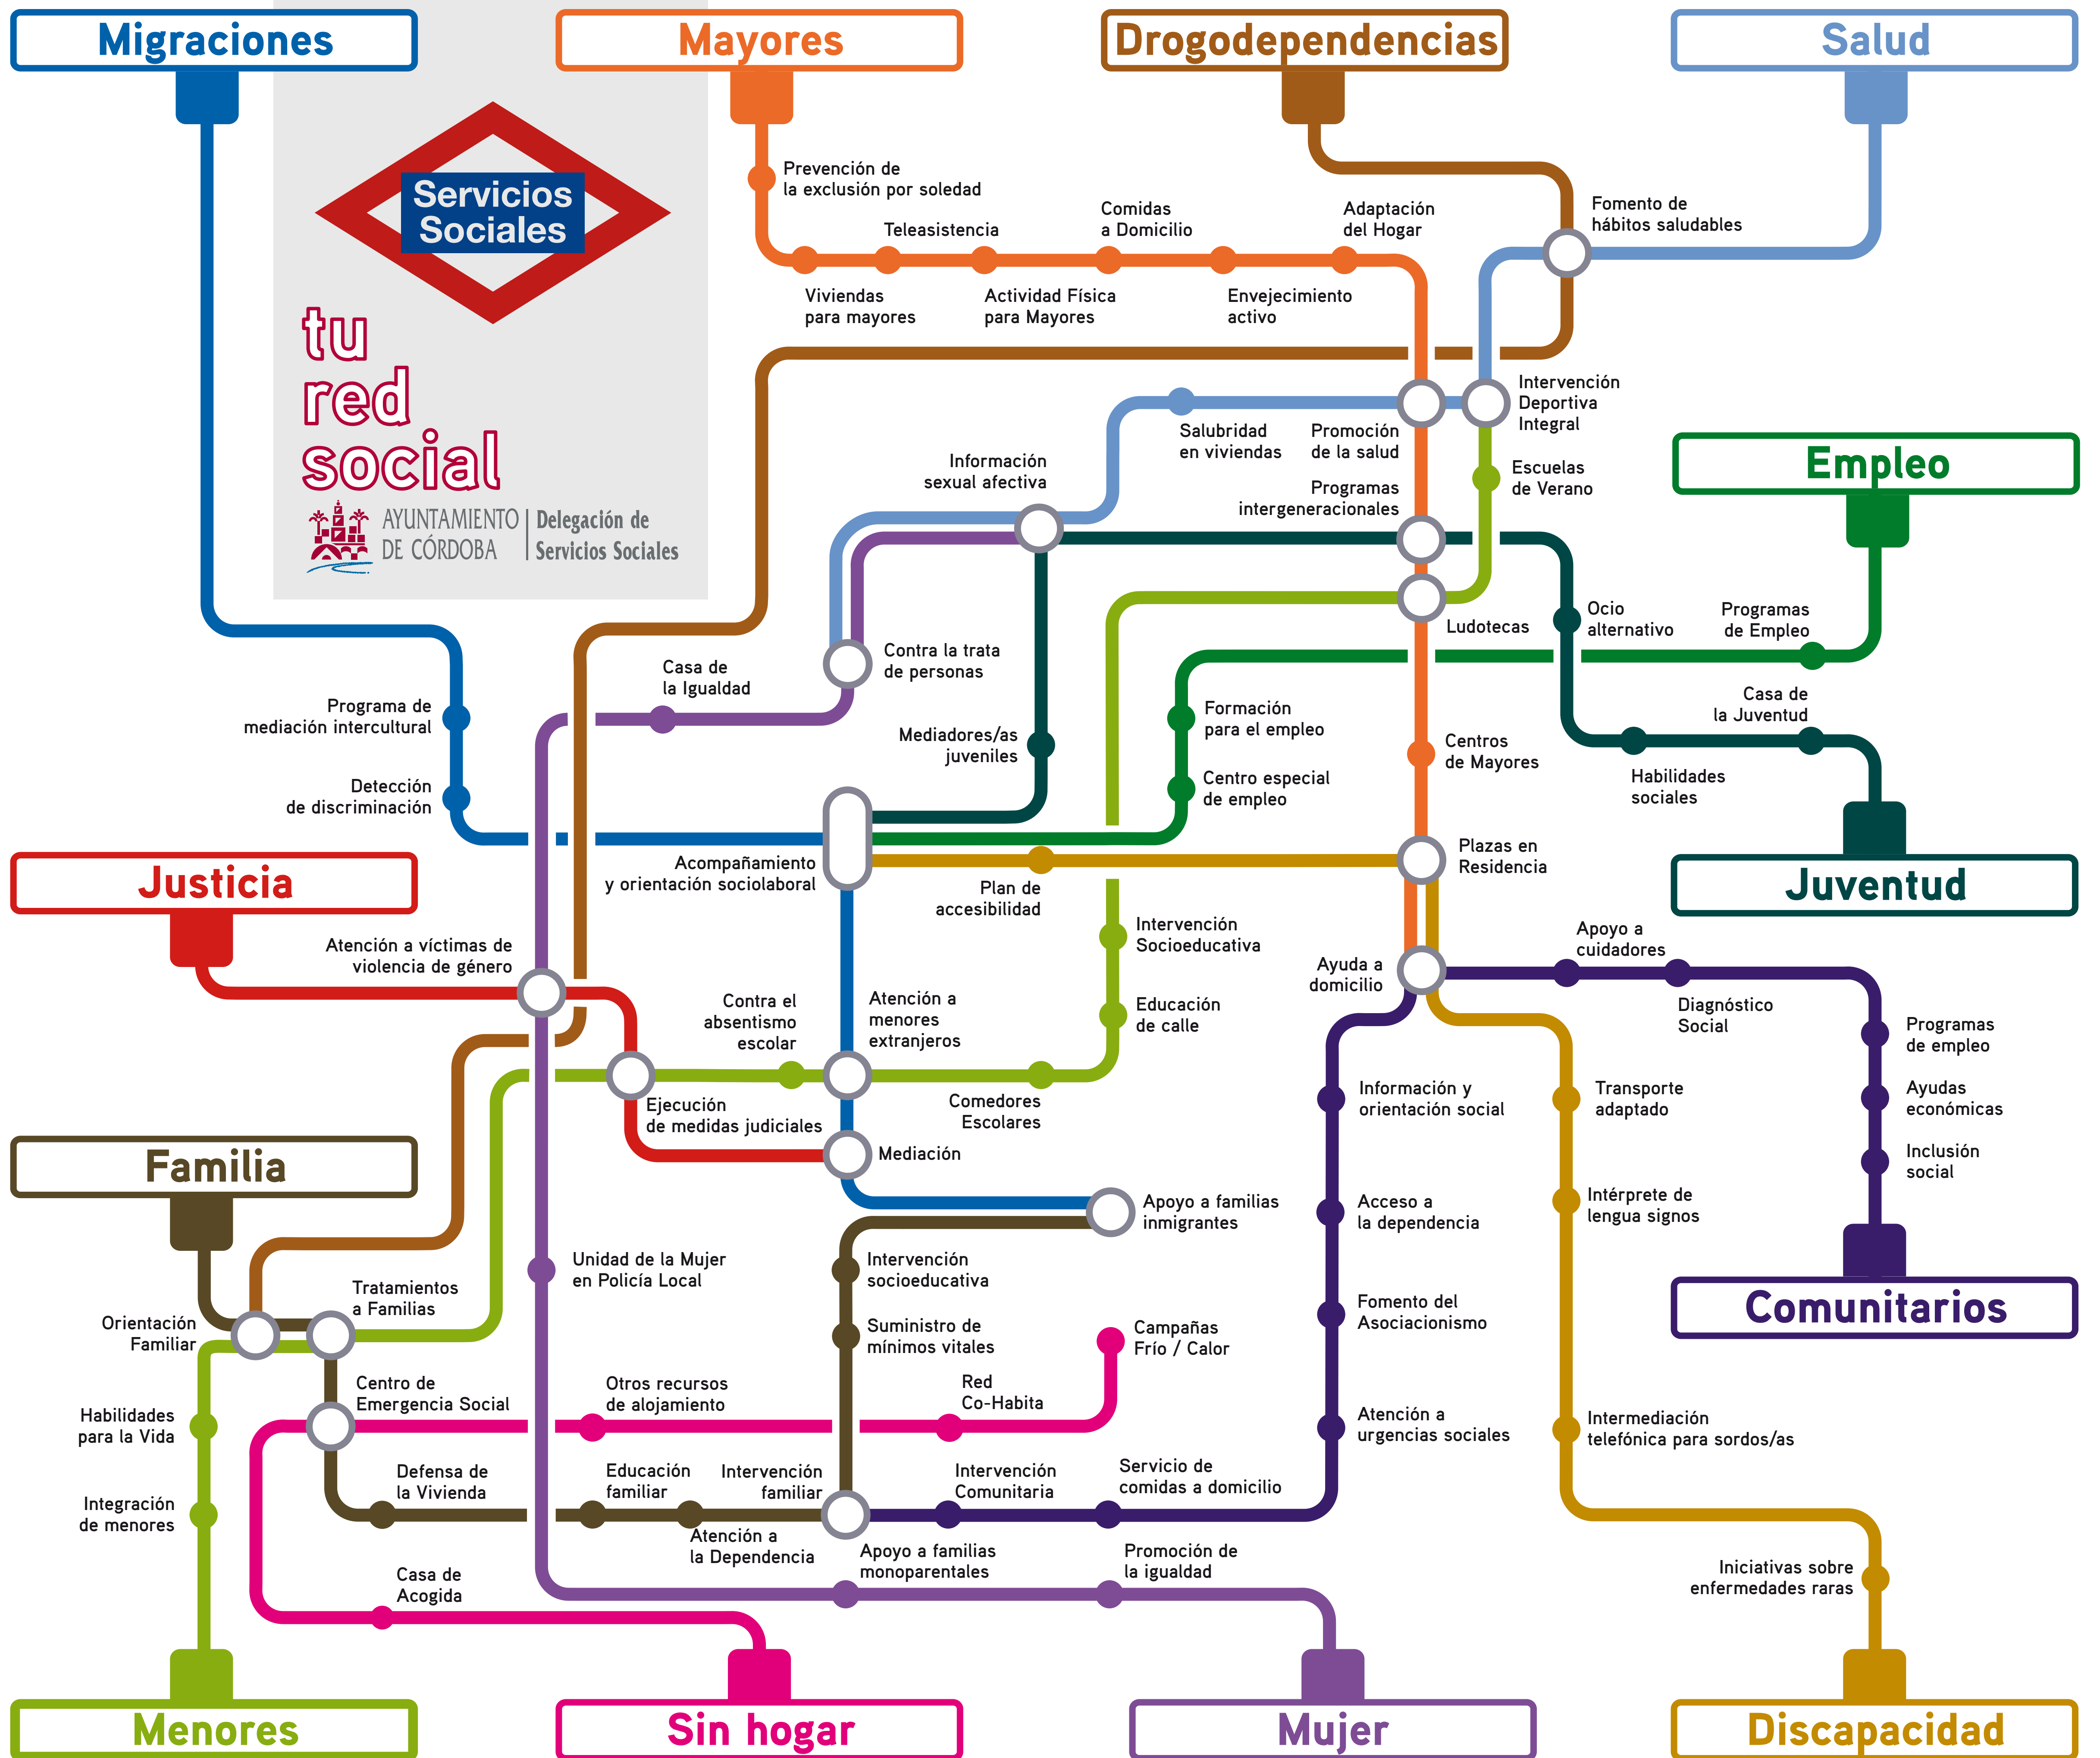 Migraciones
Mayores
Drogodependencias
Salud
Servicios
Sociales
tu
red
social
AYUNTAMIENTO
DE CÓRDOBA
Delegación de
Servicios Sociales
Prevención de
la exclusión por soledad
Teleasistencia
Comidas
a Domicilio
Adaptación
del Hogar
Fomento de
hábitos saludables
Viviendas
para mayores
Actividad Física
para Mayores
Envejecimiento
activo
Intervención
Deportiva
Integral
Salubridad
en viviendas
Promoción
de la salud
Información
sexual afectiva
Programas
intergeneracionales
Escuelas
de Verano
Empleo
Ludotecas
Ocio
alternativo
Programas
de Empleo
Contra la trata
de personas
Casa de
la Igualdad
Programa de
mediación intercultural
Formación
para el empleo
Casa de
la Juventud
Mediadores/as
juveniles
Centros
de Mayores
Detección
de discriminación
Centro especial
de empleo
Habilidades
sociales
Acompañamiento
y orientación sociolaboral
Plan de
accesibilidad
Plazas en
Residencia
Justicia
Juventud
Atención a víctimas de
violencia de género
Intervención
Socioeducativa
Ayuda a
domicilio
Apoyo a
cuidadores
Diagnóstico
Social
Contra el
absentismo
escolar
Atención a
menores
extranjeros
Educación
de calle
Programas
de empleo
Ejecución
de medidas judiciales
Comedores
Escolares
Información y
orientación social
Transporte
adaptado
Ayudas
económicas
Mediación
Inclusión
social
Familia
Apoyo a familias
inmigrantes
Acceso a
la dependencia
Intérprete de
lengua signos
Unidad de la Mujer
en Policía Local
Intervención
socioeducativa
Tratamientos
a Familias
Orientación
Familiar
Suministro de
mínimos vitales
Campañas
Frío / Calor
Fomento del
Asociacionismo
Comunitarios
Centro de
Emergencia Social
Otros recursos
de alojamiento
Red
Co-Habita
Habilidades
para la Vida
Atención a
urgencias sociales
Intermediación
telefónica para sordos/as
Defensa de
la Vivienda
Educación
familiar
Intervención
familiar
Intervención
Comunitaria
Servicio de
comidas a domicilio
Integración
de menores
Atención a
la Dependencia
Apoyo a familias
monoparentales
Promoción de
la igualdad
Casa de
Acogida
Iniciativas sobre
enfermedades raras
Menores
Sin hogar
Mujer
Discapacidad